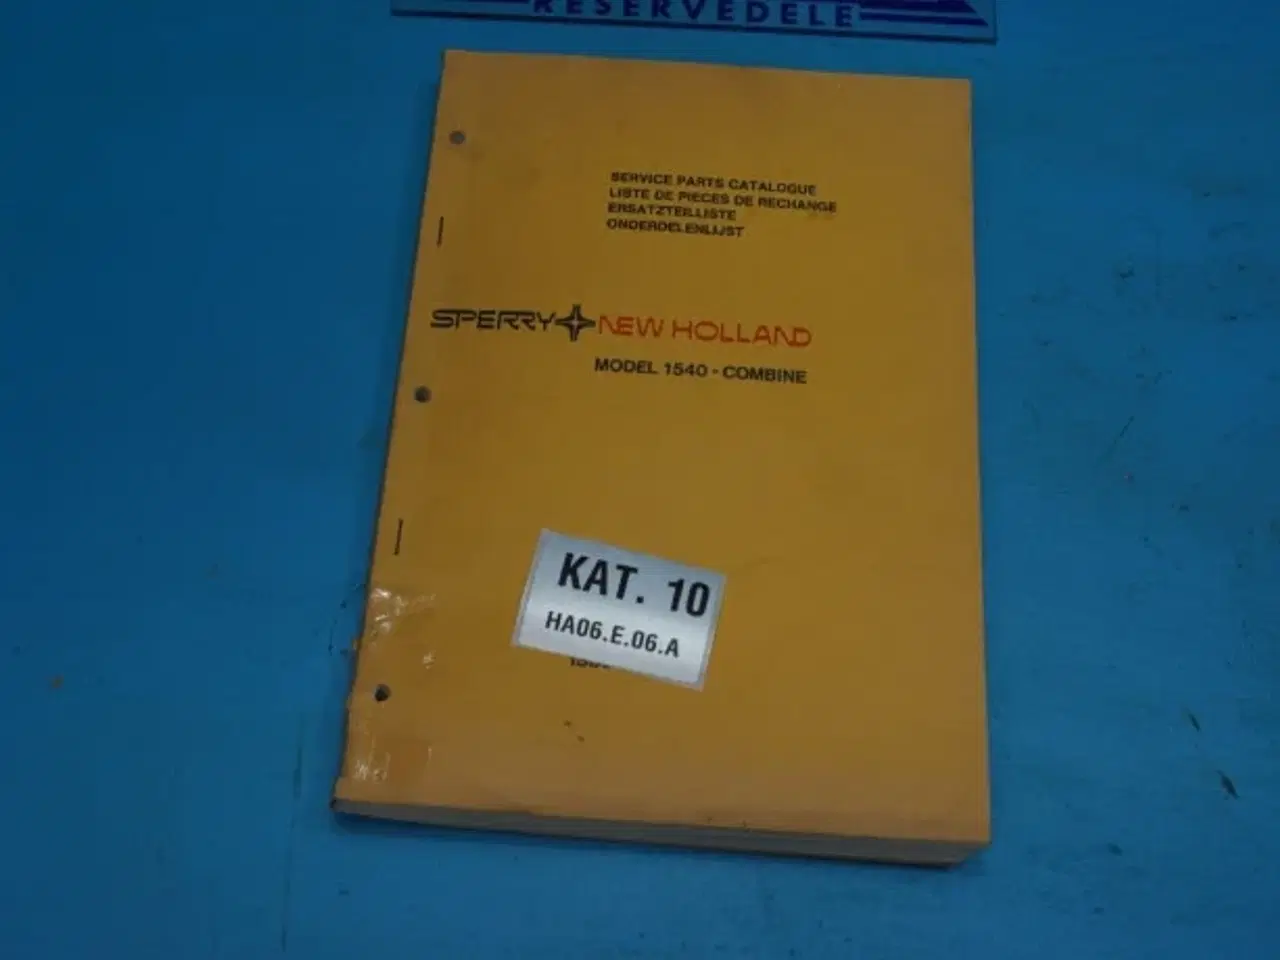 RESERVEDELE
SERVICE PARTS CATALOGUE
LISTE DE PIECES DE RECHANGE
ERSATZTEILLISTE
ONDERDELENLIJST
SPERRY NEW HOLLAND
MODEL 1540 - COMBINE
KAT. 10
HA06.E.06.A